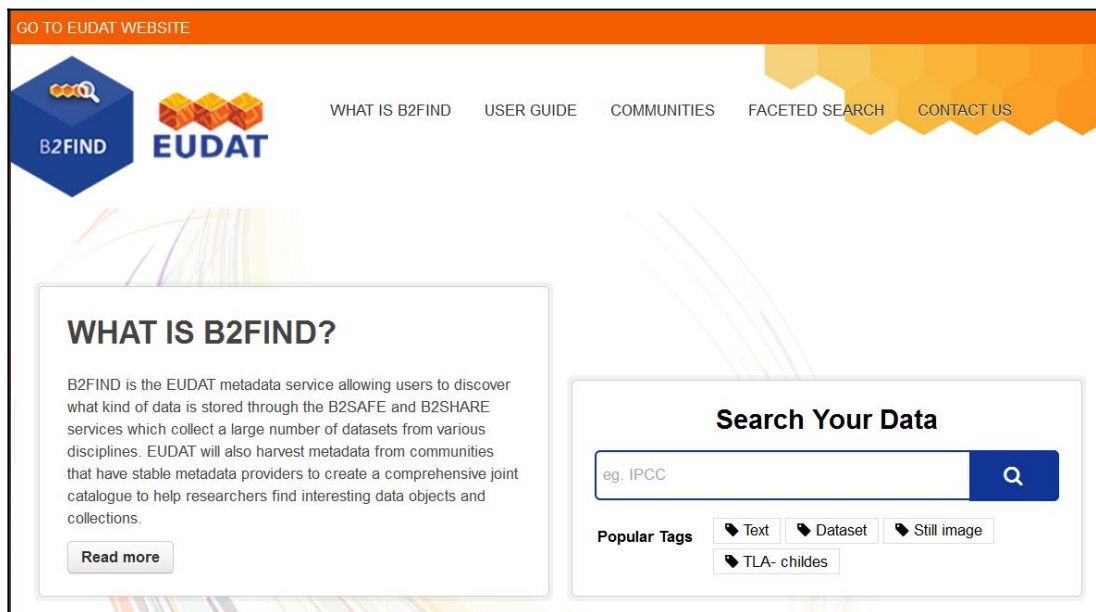 GO TO EUDAT WEBSITE
B2FIND
EUDAT
WHAT IS B2FIND USER GUIDE COMMUNITIES FACETED SEARCH CONTACT US
WHAT IS B2FIND?
B2FIND is the EUDAT metadata service allowing users to discover
what kind of data is stored through the B2SAFE and B2SHARE
services which collect a large number of datasets from various
disciplines. EUDAT will also harvest metadata from communities
that have stable metadata providers to create a comprehensive joint
catalogue to help researchers find interesting data objects and
collections.
Read more
Search Your Data
eg. IPCC
Popular Tags Text Dataset Still image
TLA- childes